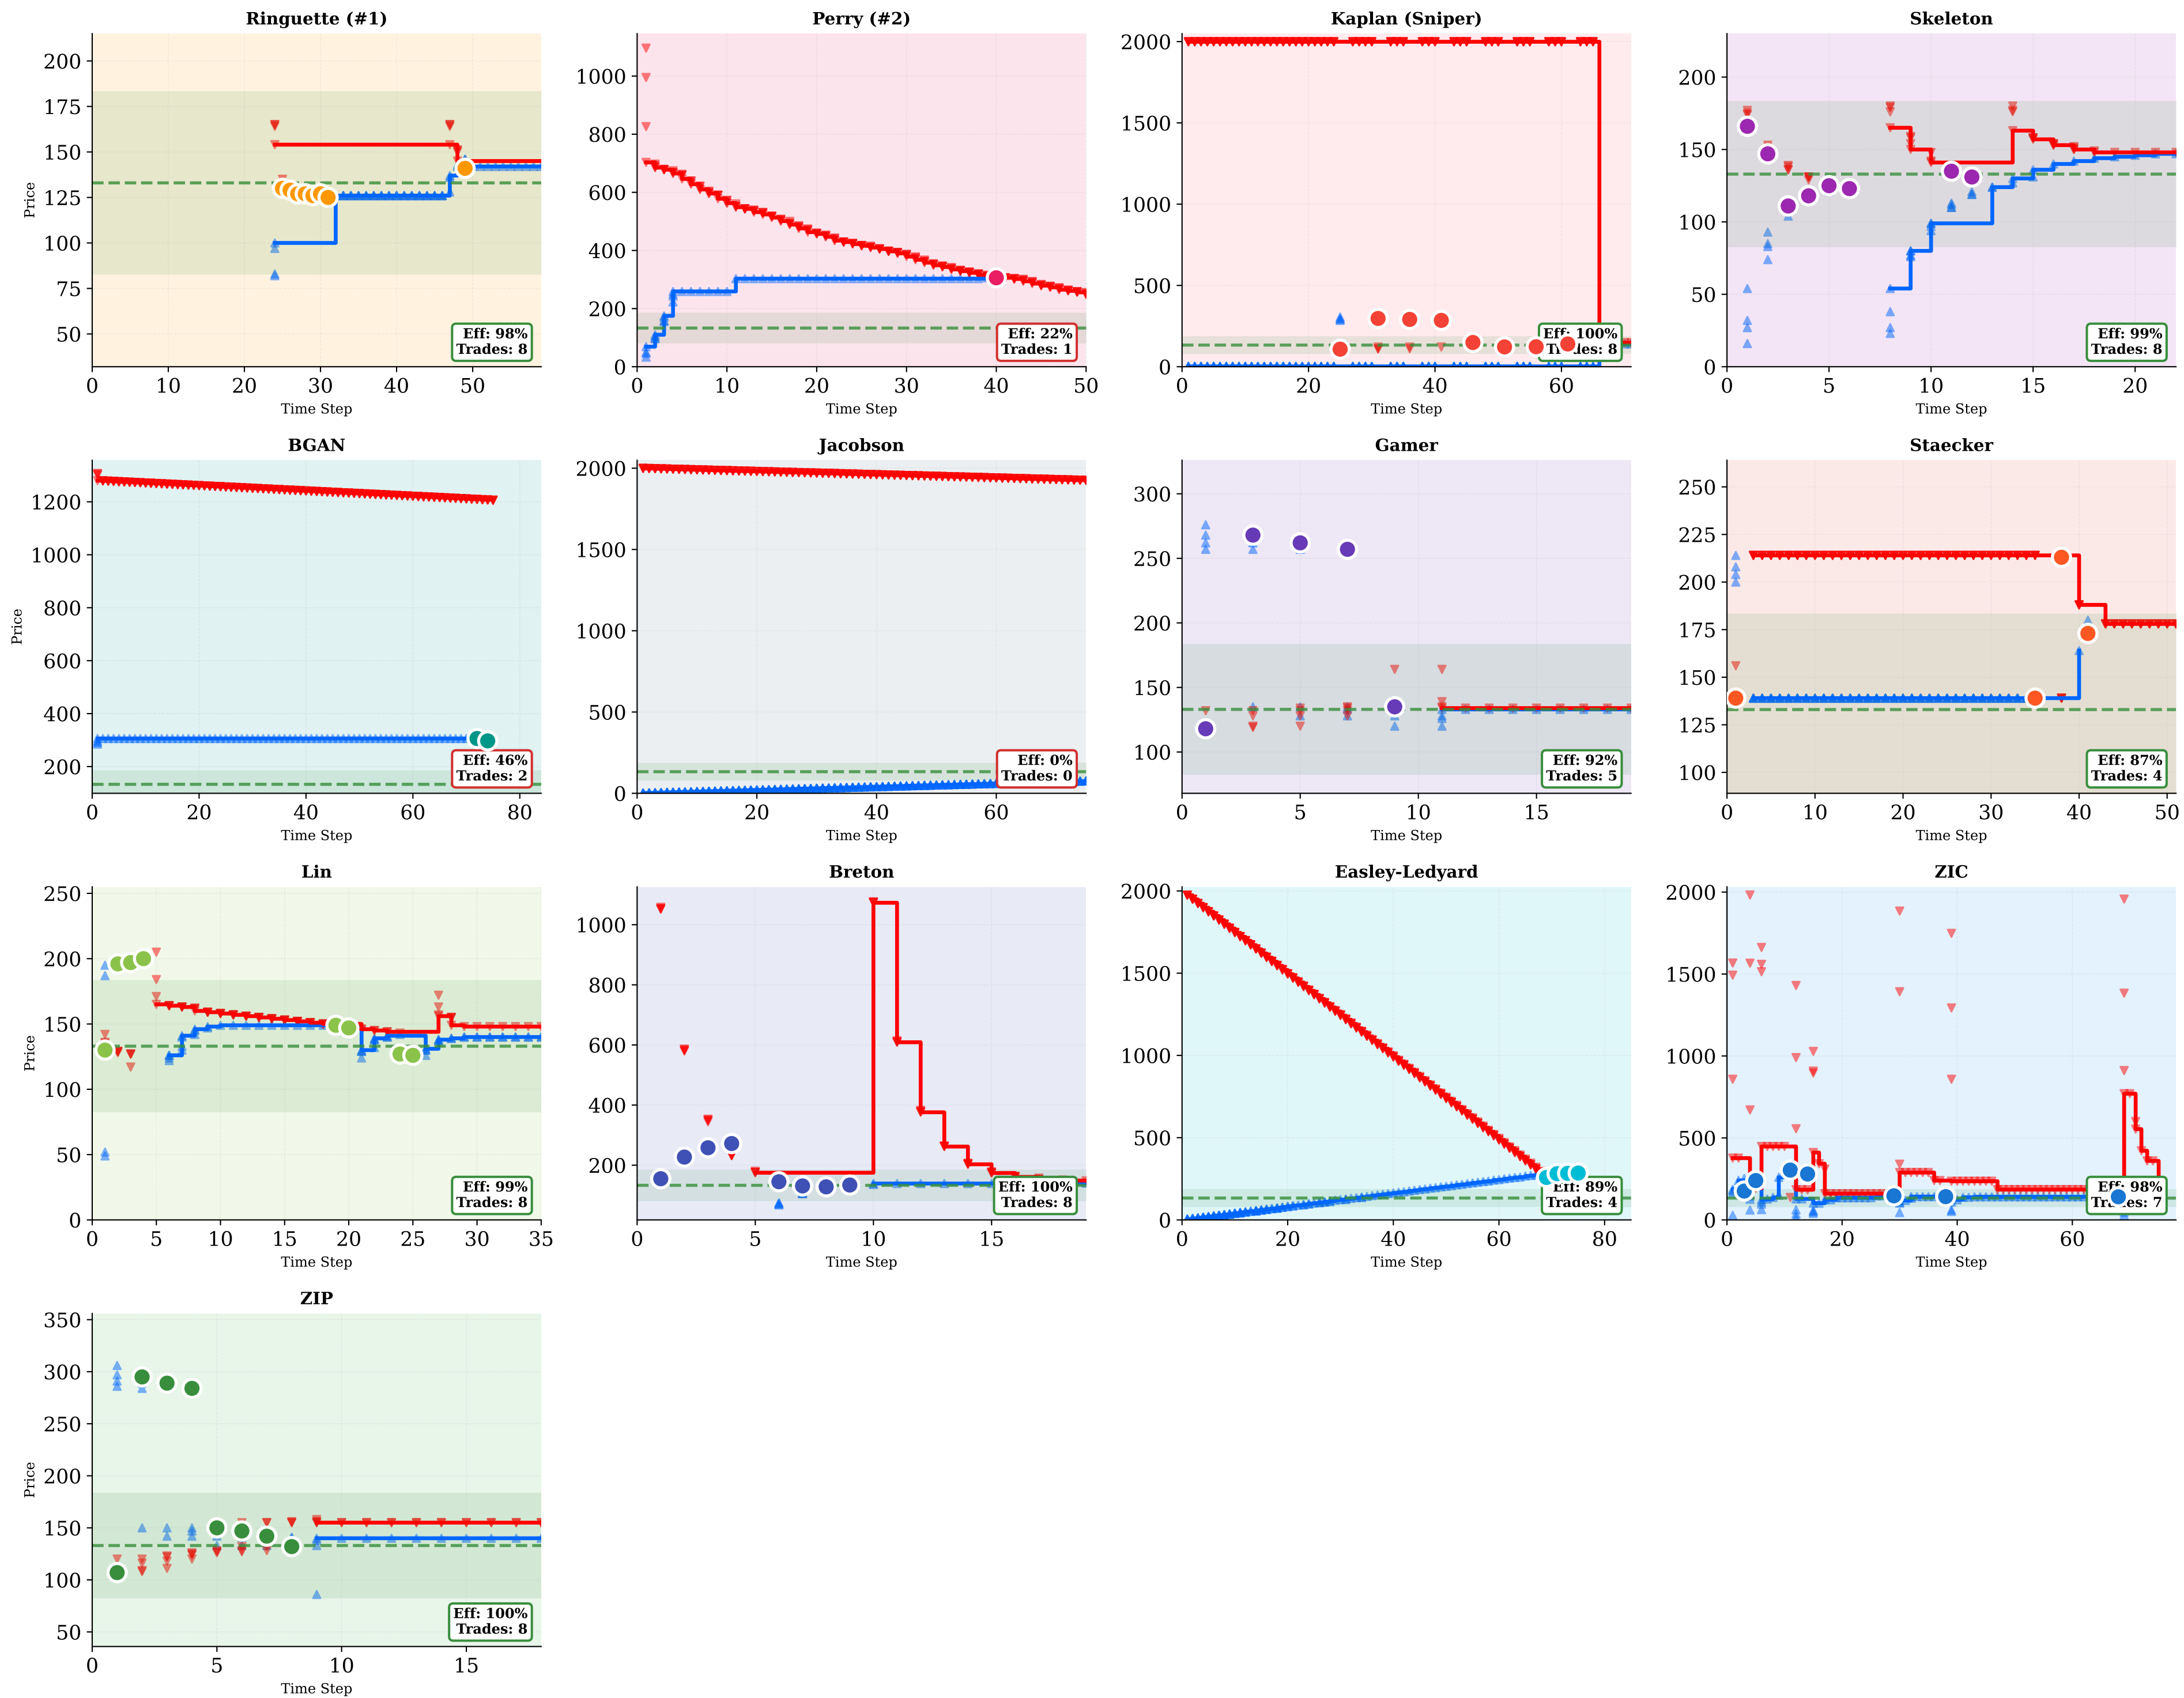 Ringuette (#1)
200
175
150
125
100
75
50
Price
Eff: 98%
Trades: 8
0 10 20 30 40 50
Time Step
Perry (#2)
1000
800
600
400
200
0
Eff: 22%
Trades: 1
0 10 20 30 40 50
Time Step
Kaplan (Sniper)
2000
1500
1000
500
0
Eff: 100%
Trades: 8
0 20 40 60
Time Step
Skeleton
200
150
100
50
0
Eff: 99%
Trades: 8
0 5 10 15 20
Time Step
BGAN
1200
1000
800
600
400
200
Price
Eff: 46%
Trades: 2
0 20 40 60 80
Time Step
Jacobson
2000
1500
1000
500
0
Eff: 0%
Trades: 0
0 20 40 60
Time Step
Gamer
300
250
200
150
100
Eff: 92%
Trades: 5
0 5 10 15
Time Step
Staecker
250
225
200
175
150
125
100
Eff: 87%
Trades: 4
0 10 20 30 40 50
Time Step
Lin
250
200
150
100
50
0
Price
Eff: 99%
Trades: 8
0 5 10 15 20 25 30 35
Time Step
Breton
1000
800
600
400
200
Eff: 100%
Trades: 8
0 5 10 15
Time Step
Easley-Ledyard
2000
1500
1000
500
0
Eff: 89%
Trades: 4
0 20 40 60 80
Time Step
ZIC
2000
1500
1000
500
0
Eff: 98%
Trades: 7
0 20 40 60
Time Step
ZIP
350
300
250
200
150
100
50
Price
Eff: 100%
Trades: 8
0 5 10 15
Time Step